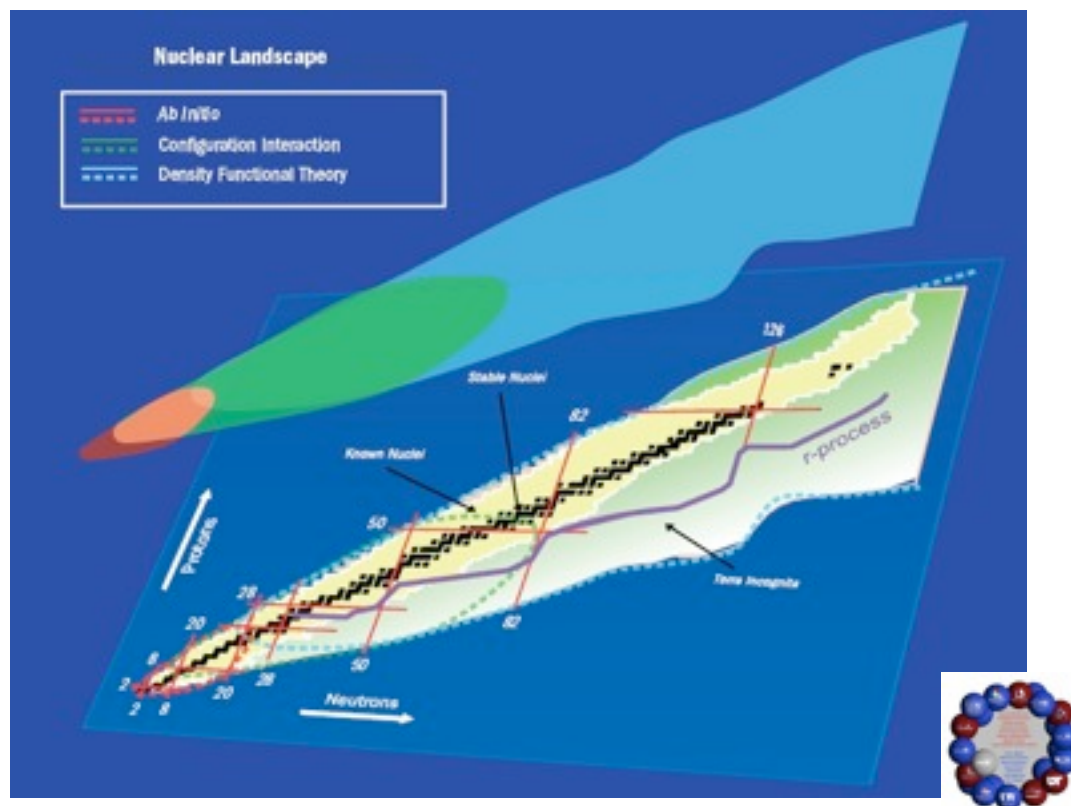 Nuclear Landscape
Ab Initio
Configuration Interaction
Density Functional Theory
126
Stable Nuclei
82
Known Nuclei
r-process
50
Protons
Terra Incognita
28
20
82
8
50
2
28
20
Neutrons
2
8